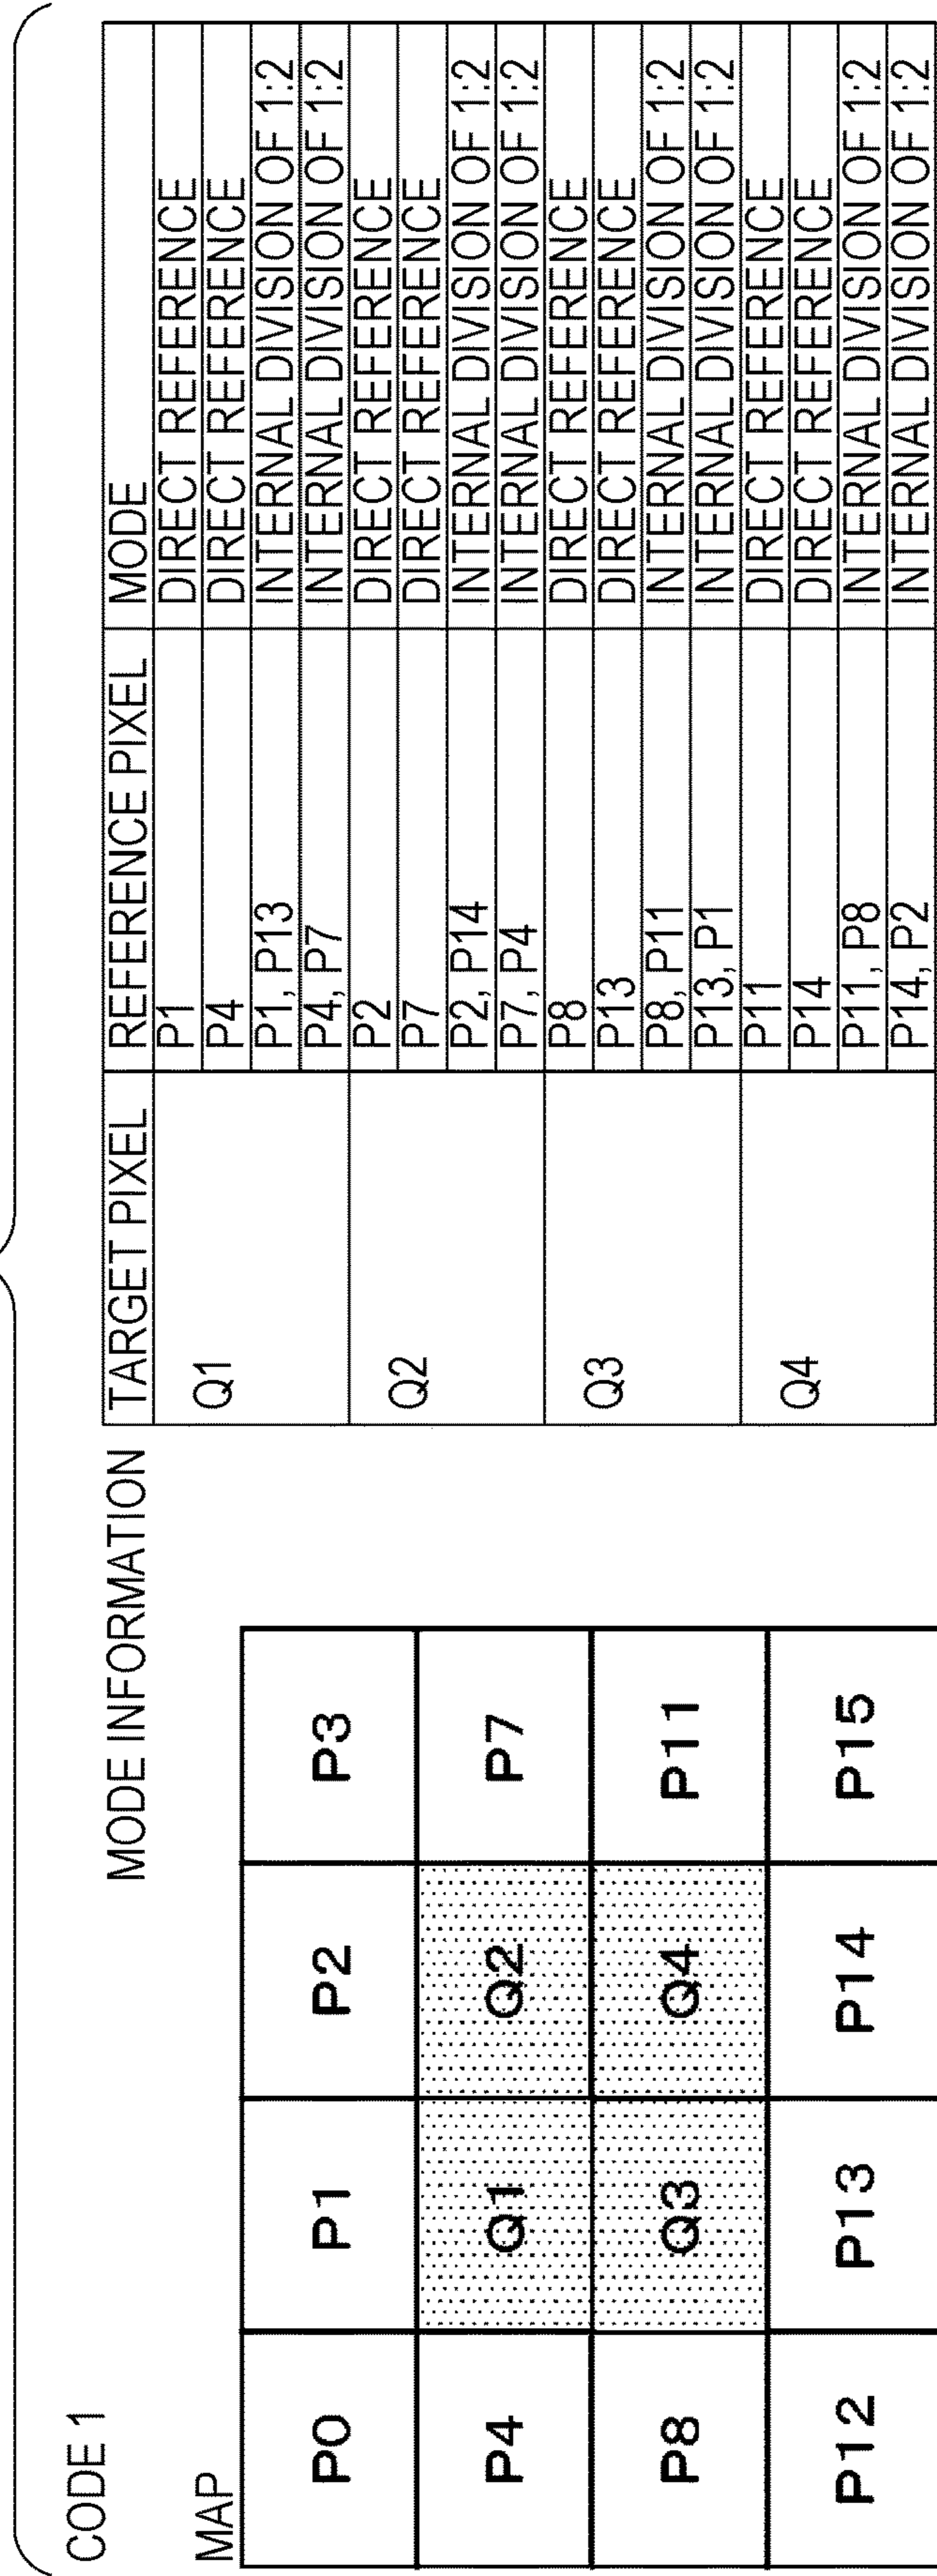 CODE 1
MAP
P0 P1 P2 P3
P4 Q1 Q2 P7
P8 Q3 Q4 P11
P12 P13 P14 P15
MODE INFORMATION
TARGET PIXEL REFERENCE PIXEL MODE
Q1 P1 DIRECT REFERENCE
P4 DIRECT REFERENCE
P1, P13 INTERNAL DIVISION OF 1:2
P4, P7 INTERNAL DIVISION OF 1:2
Q2 P2 DIRECT REFERENCE
P7 DIRECT REFERENCE
P2, P14 INTERNAL DIVISION OF 1:2
P7, P4 INTERNAL DIVISION OF 1:2
Q3 P8 DIRECT REFERENCE
P13 DIRECT REFERENCE
P8, P11 INTERNAL DIVISION OF 1:2
P13, P1 INTERNAL DIVISION OF 1:2
Q4 P11 DIRECT REFERENCE
P14 DIRECT REFERENCE
P11, P8 INTERNAL DIVISION OF 1:2
P14, P2 INTERNAL DIVISION OF 1:2